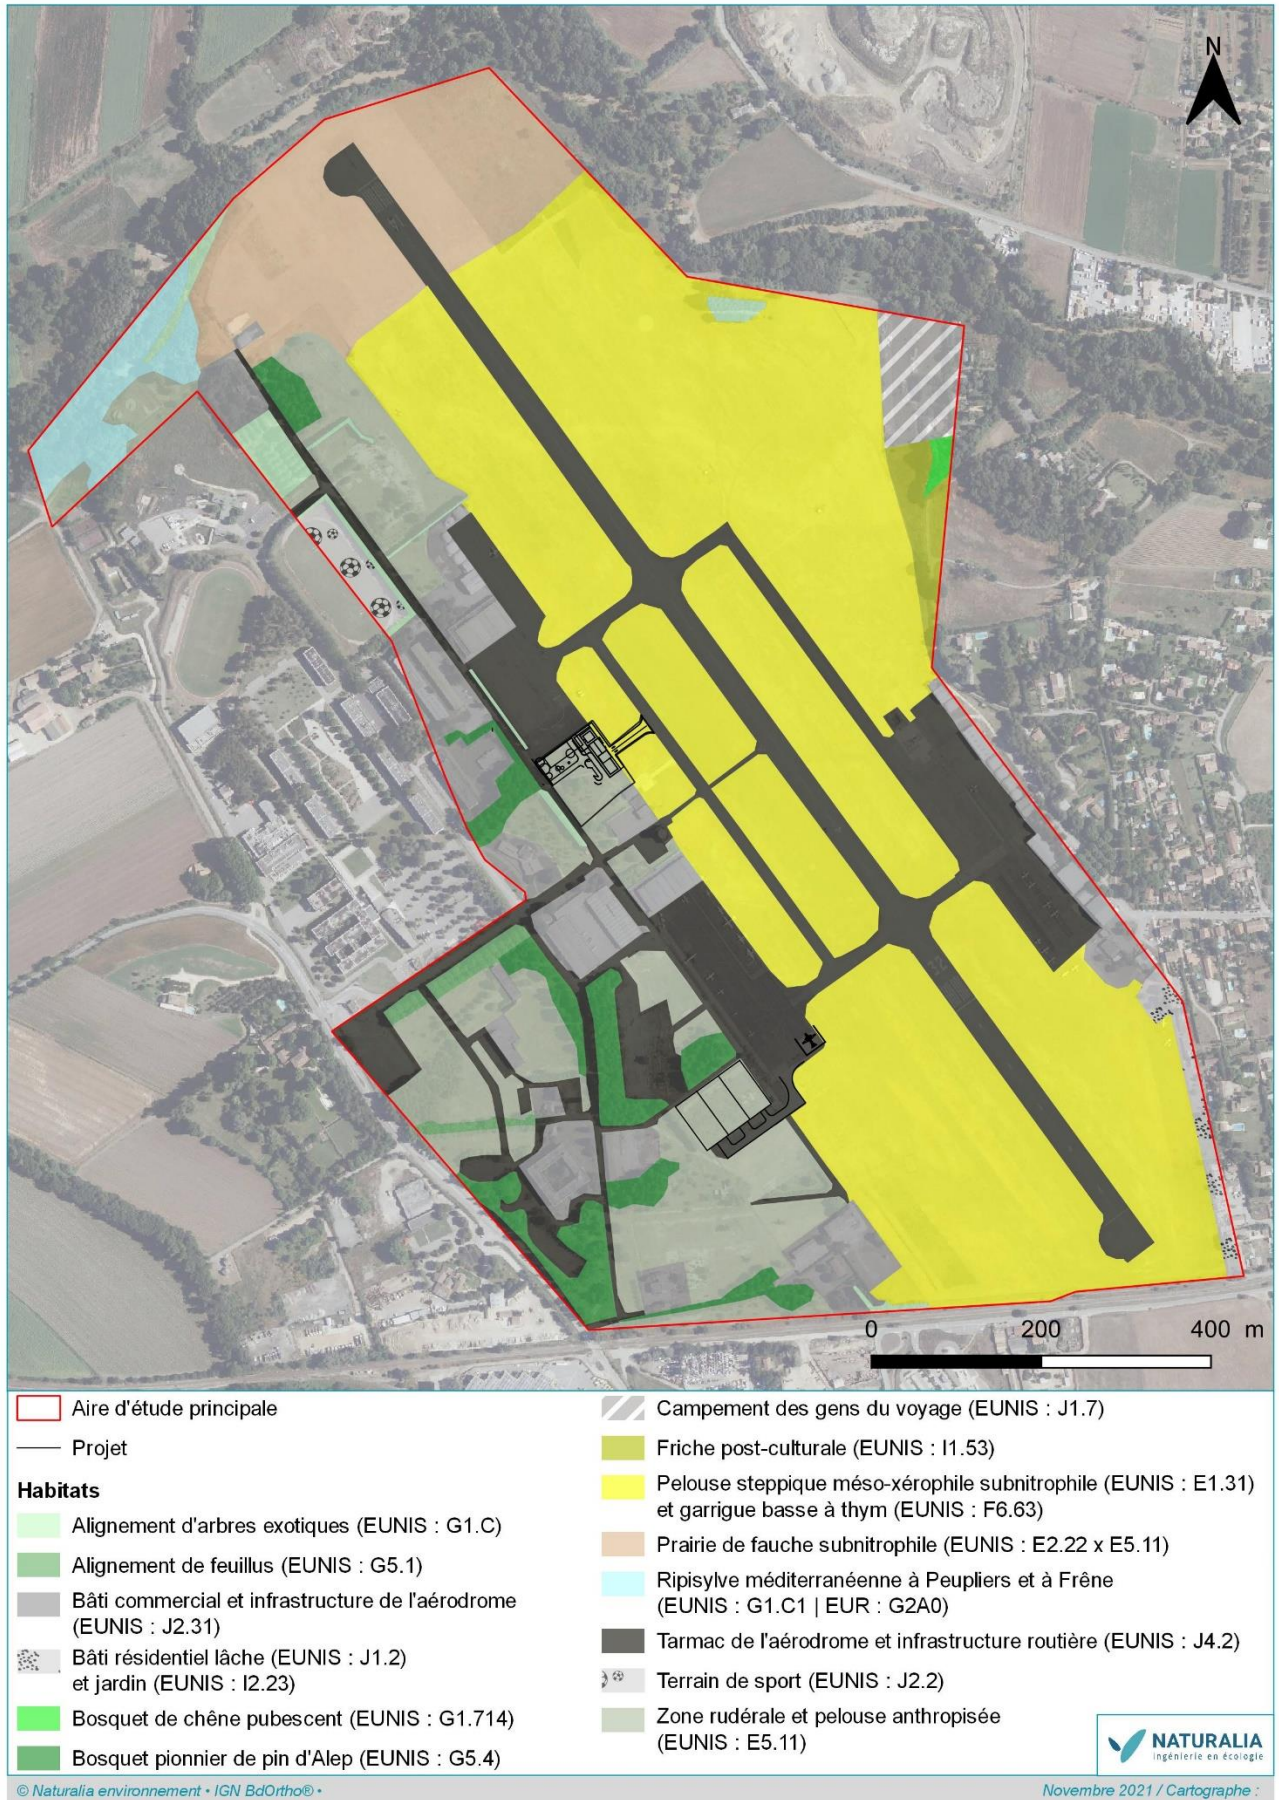 N
0 200 400 m
Aire d'étude principale
Projet
Habitats
Alignement d'arbres exotiques (EUNIS : G1.C)
Alignement de feuillus (EUNIS : G5.1)
Bâti commercial et infrastructure de l'aérodrome
(EUNIS : J2.31)
Bâti résidentiel lâche (EUNIS : J1.2)
et jardin (EUNIS : I2.23)
Bosquet de chêne pubescent (EUNIS : G1.714)
Bosquet pionnier de pin d'Alep (EUNIS : G5.4)
Campement des gens du voyage (EUNIS : J1.7)
Friche post-culturale (EUNIS : I1.53)
Pelouse steppique méso-xérophile subnitrophile (EUNIS : E1.31)
et garrigue basse à thym (EUNIS : F6.63)
Prairie de fauche subnitrophile (EUNIS : E2.22 x E5.11)
Ripisylve méditerranéenne à Peupliers et à Frêne
(EUNIS : G1.C1 | EUR : G2A0)
Tarmac de l'aérodrome et infrastructure routière (EUNIS : J4.2)
Terrain de sport (EUNIS : J2.2)
Zone rudérale et pelouse anthropisée
(EUNIS : E5.11)
NATURALIA
ingénierie en écologie
© Naturalia environnement • IGN BdOrtho® •
Novembre 2021 / Cartographe :